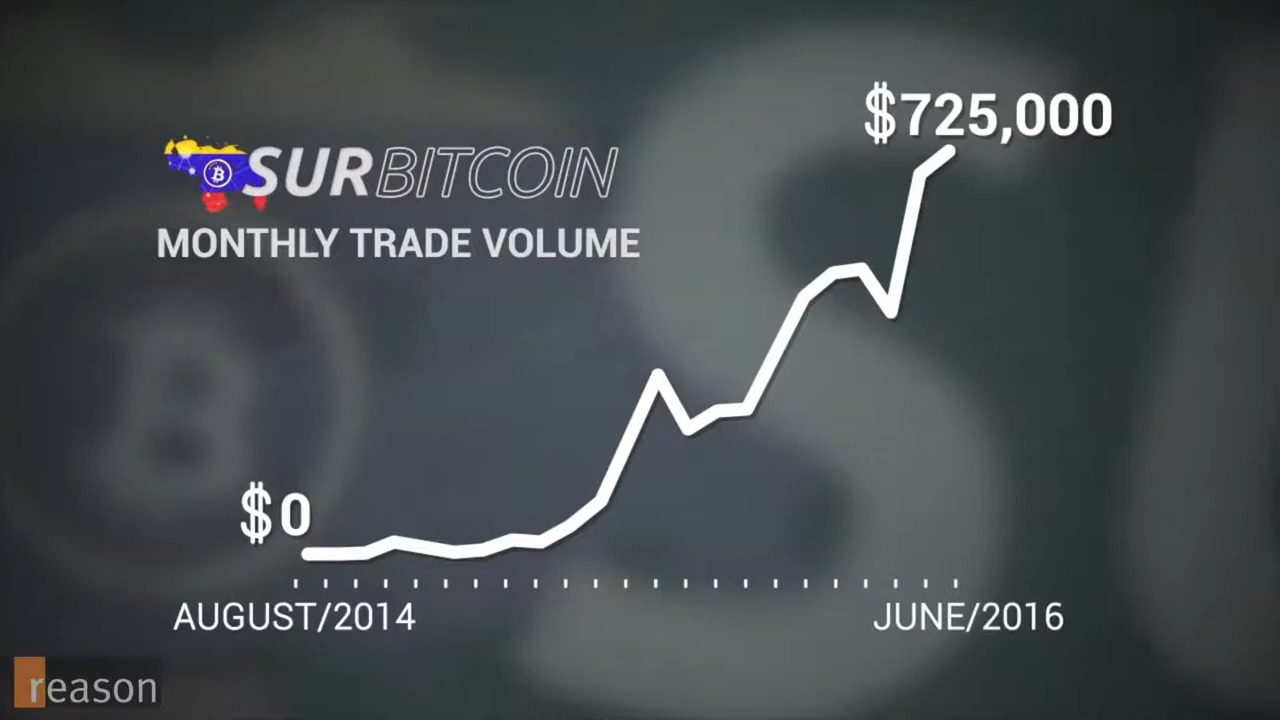 $725,000
SURBITCOIN
MONTHLY TRADE VOLUME
$0
AUGUST/2014
JUNE/2016
reason